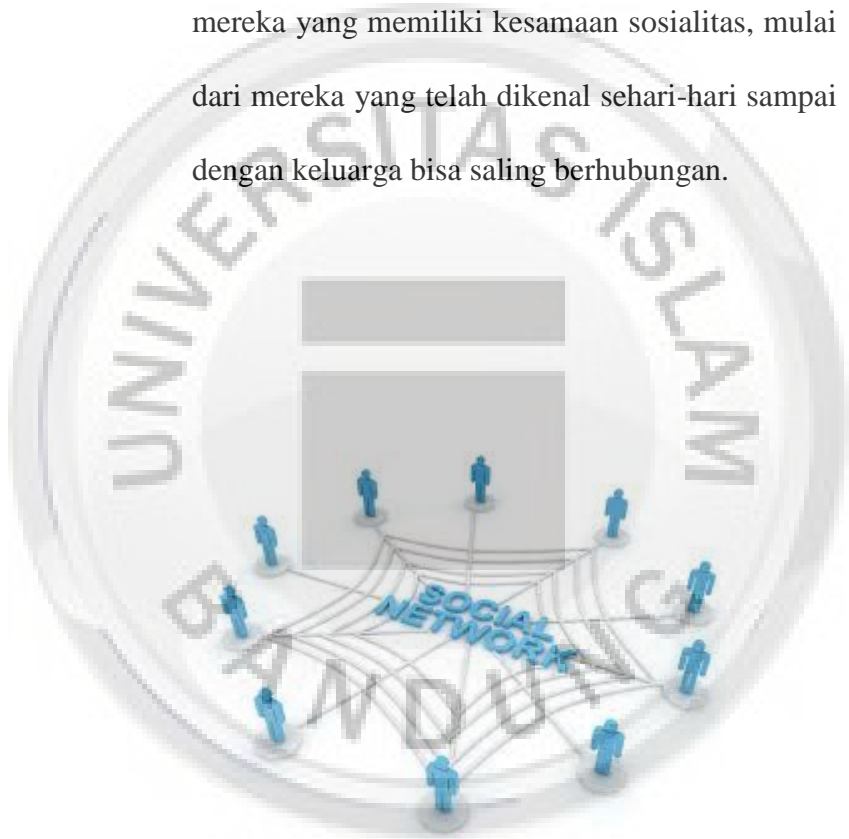 mereka yang memiliki kesamaan sosialitas, mulai
dari mereka yang telah dikenal sehari-hari sampai
dengan keluarga bisa saling berhubungan.
UNIVERSITAS ISLAM
BANDUNG
SOCIAL
NETWORK